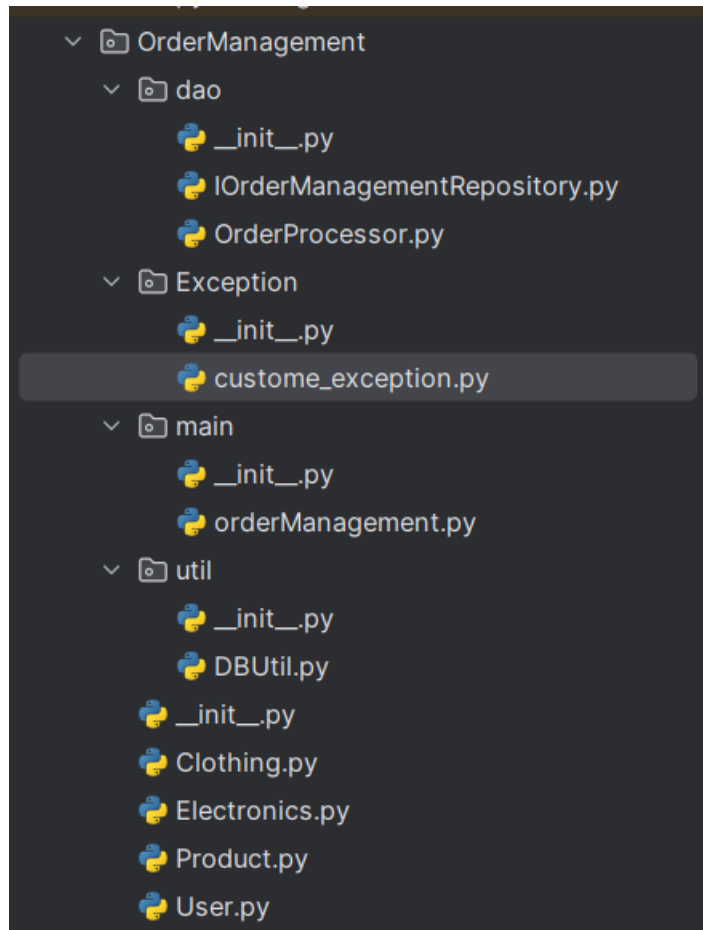 OrderManagement
dao
__init__.py
IOrderManagementRepository.py
OrderProcessor.py
Exception
__init__.py
custome_exception.py
main
__init__.py
orderManagement.py
util
__init__.py
DBUtil.py
__init__.py
Clothing.py
Electronics.py
Product.py
User.py